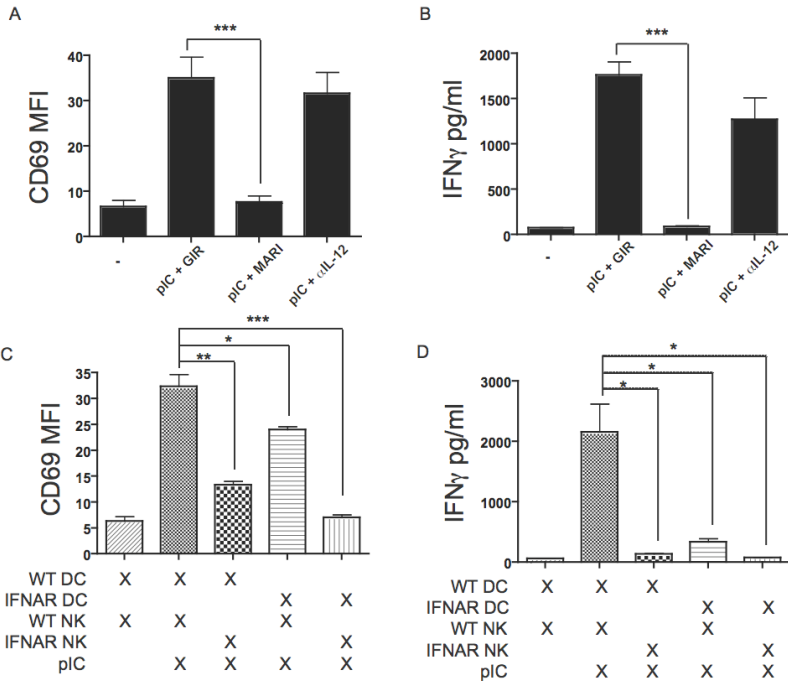 A
CD69 MFI
40
30
20
10
0
***
-
pIC + GIR
pIC + MARI
pIC + αIL-12
B
IFNγ pg/ml
2000
1500
1000
500
0
***
-
pIC + GIR
pIC + MARI
pIC + αIL-12
C
CD69 MFI
35
30
25
20
15
10
5
0
***
*
**
WT DC X X X
IFNAR DC X X
WT NK X X X
IFNAR NK X X
pIC X X X X
D
IFNγ pg/ml
3000
2000
1000
0
*
*
*
WT DC X X X
IFNAR DC X X
WT NK X X X
IFNAR NK X X
pIC X X X X